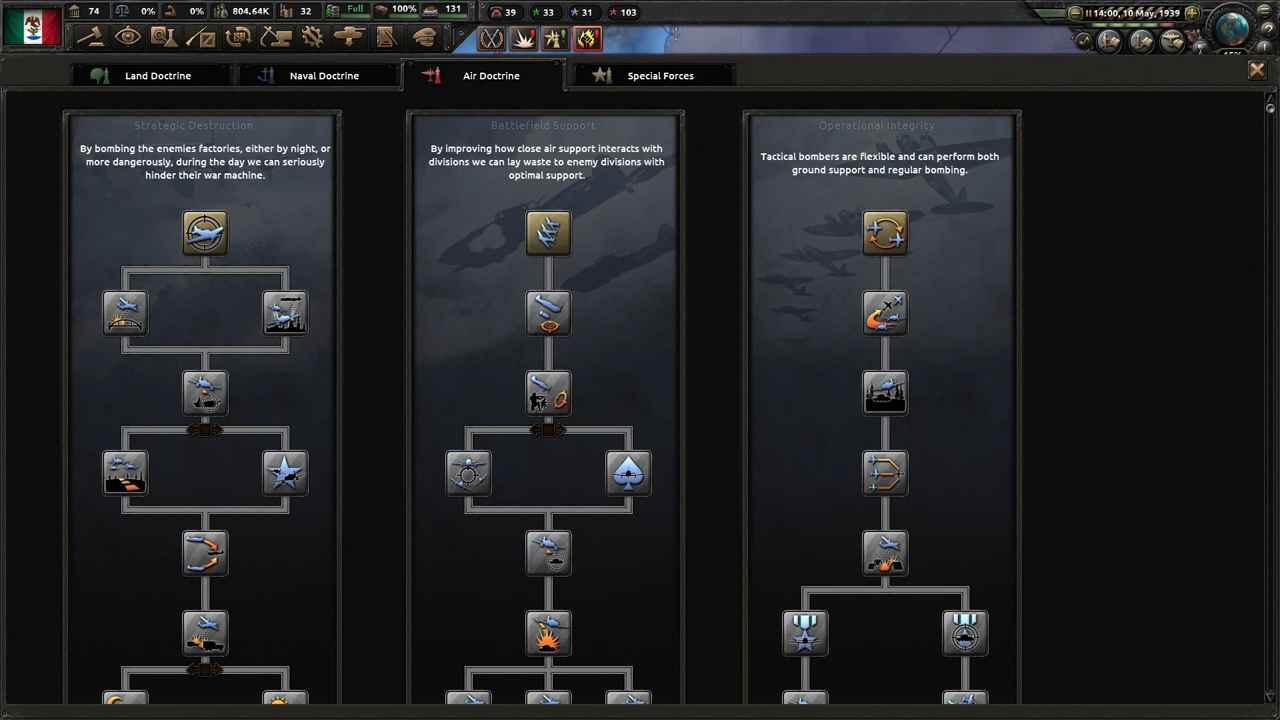 74 0% 0% 804.64K 32 Full 100% 131 39 33 31 103 14:00, 10 May, 1939
Land Doctrine Naval Doctrine Air Doctrine Special Forces
Strategic Destruction
By bombing the enemies factories, either by night, or
more dangerously, during the day we can seriously
hinder their war machine.
Battlefield Support
By improving how close air support interacts with
divisions we can lay waste to enemy divisions with
optimal support.
Operational Integrity
Tactical bombers are flexible and can perform both
ground support and regular bombing.